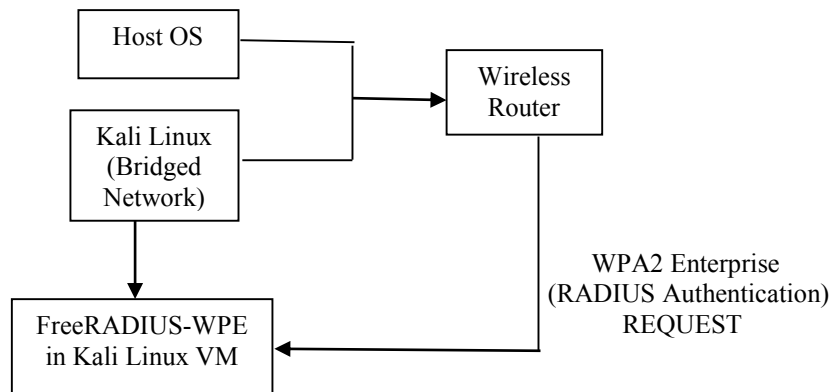 Host OS
Wireless
Router
Kali Linux
(Bridged
Network)
WPA2 Enterprise
(RADIUS Authentication)
REQUEST
FreeRADIUS-WPE
in Kali Linux VM